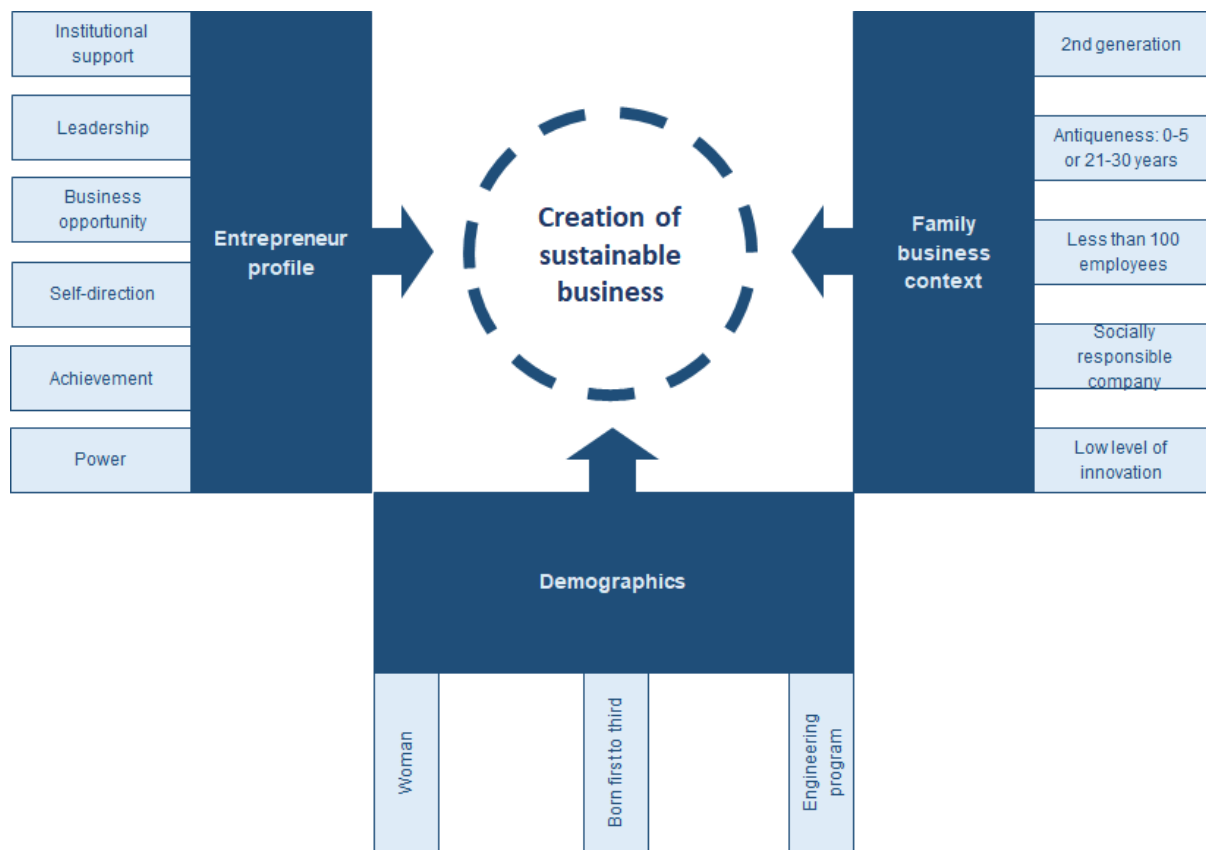 Institutional
support
Leadership
Business
opportunity
Self-direction
Achievement
Power
Entrepreneur
profile
Creation of
sustainable
business
Family
business
context
2nd generation
Antiqueness: 0-5
or 21-30 years
Less than 100
employees
Socially
responsible
company
Low level of
innovation
Demographics
Woman
Born first to third
Engineering
program